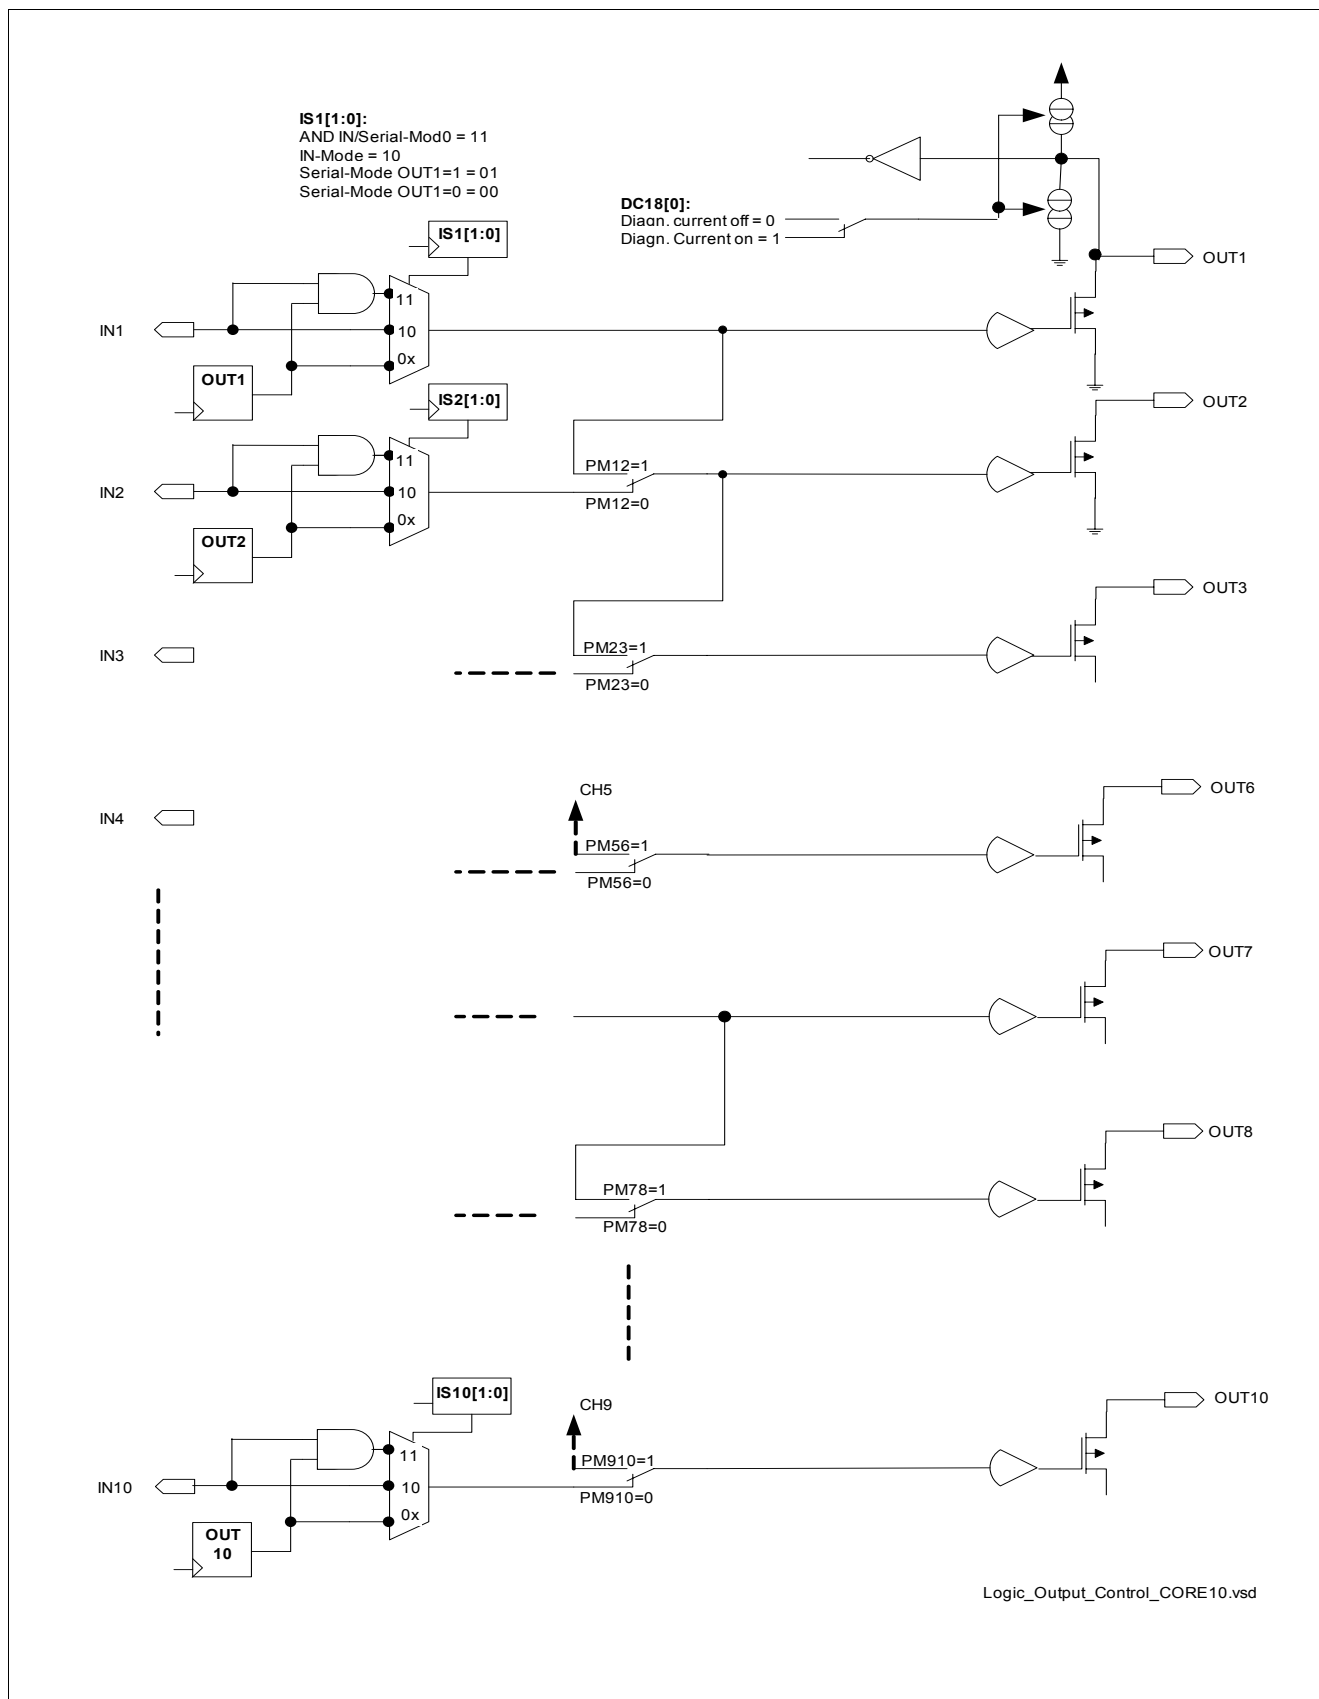 IS1[1:0]:
AND IN/Serial-Mod0 = 11
IN-Mode = 10
Serial-Mode OUT1=1 = 01
Serial-Mode OUT1=0 = 00
DC18[0]:
Diagn. current off = 0
Diagn. Current on = 1
IS1[1:0]
OUT1
11
IN1
10
0x
OUT1
IS2[1:0]
OUT2
11
PM12=1
IN2
10
PM12=0
0x
OUT2
OUT3
IN3
PM23=1
PM23=0
CH5
OUT6
IN4
PM56=1
PM56=0
OUT7
OUT8
PM78=1
PM78=0
IS10[1:0]
CH9
OUT10
11
PM910=1
IN10
10
PM910=0
0x
OUT
10
Logic_Output_Control_CORE10.vsd